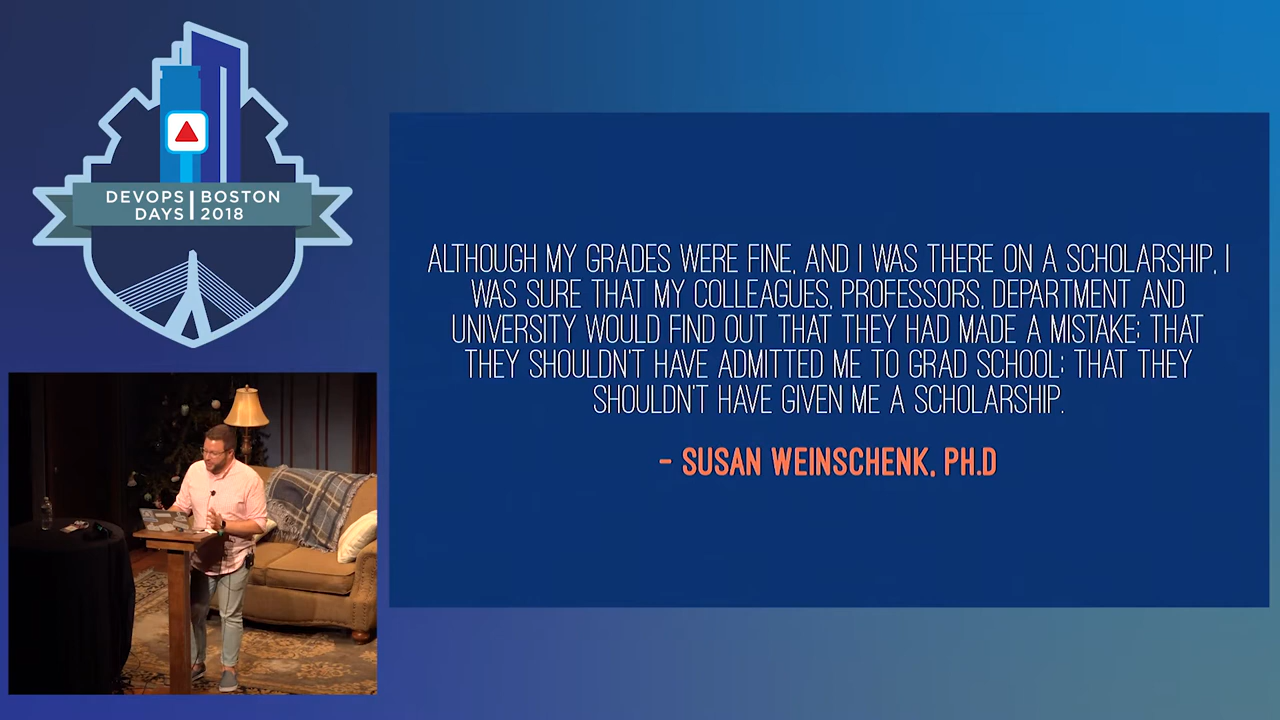 DEVOPS BOSTON
DAYS 2018
ALTHOUGH MY GRADES WERE FINE, AND I WAS THERE ON A SCHOLARSHIP, I
WAS SURE THAT MY COLLEAGUES, PROFESSORS, DEPARTMENT AND
UNIVERSITY WOULD FIND OUT THAT THEY HAD MADE A MISTAKE; THAT
THEY SHOULDN'T HAVE ADMITTED ME TO GRAD SCHOOL; THAT THEY
SHOULDN'T HAVE GIVEN ME A SCHOLARSHIP.
- SUSAN WEINSCHENK, PH.D